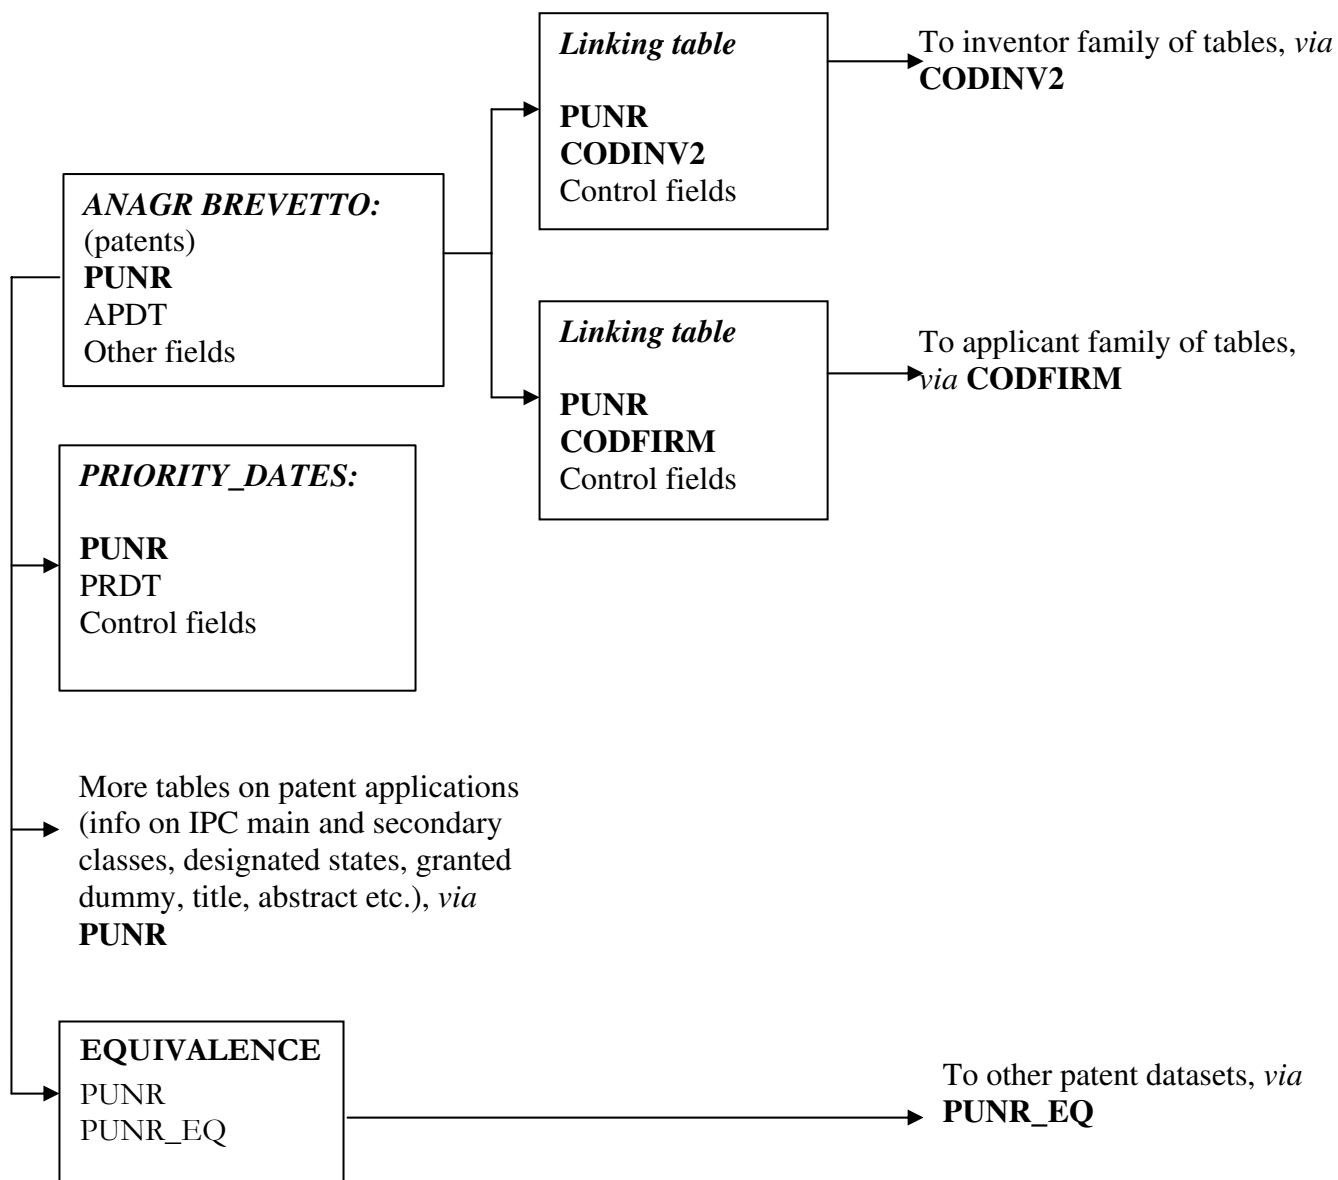 Linking table
PUNR
CODINV2
Control fields
To inventor family of tables, via
CODINV2
ANAGR BREVETTO:
(patents)
PUNR
APDT
Other fields
Linking table
PUNR
CODFIRM
Control fields
To applicant family of tables,
via CODFIRM
PRIORITY_DATES:
PUNR
PRDT
Control fields
More tables on patent applications
(info on IPC main and secondary
classes, designated states, granted
dummy, title, abstract etc.), via
PUNR
EQUIVALENCE
PUNR
PUNR_EQ
To other patent datasets, via
PUNR_EQ